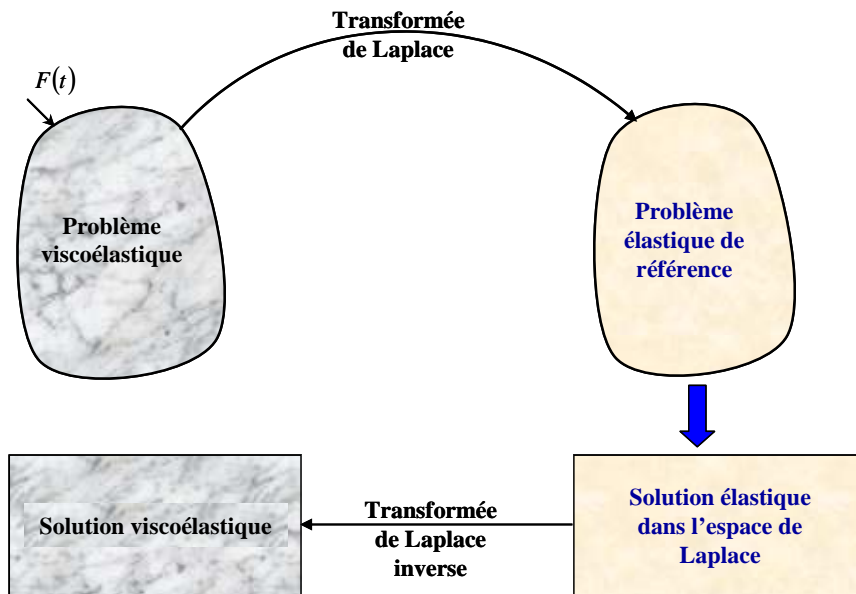 Transformée
de Laplace
F(t)
Problème
viscoélastique
Problème
élastique de
référence
Solution viscoélastique
Transformée
de Laplace
inverse
Solution élastique
dans l'espace de
Laplace